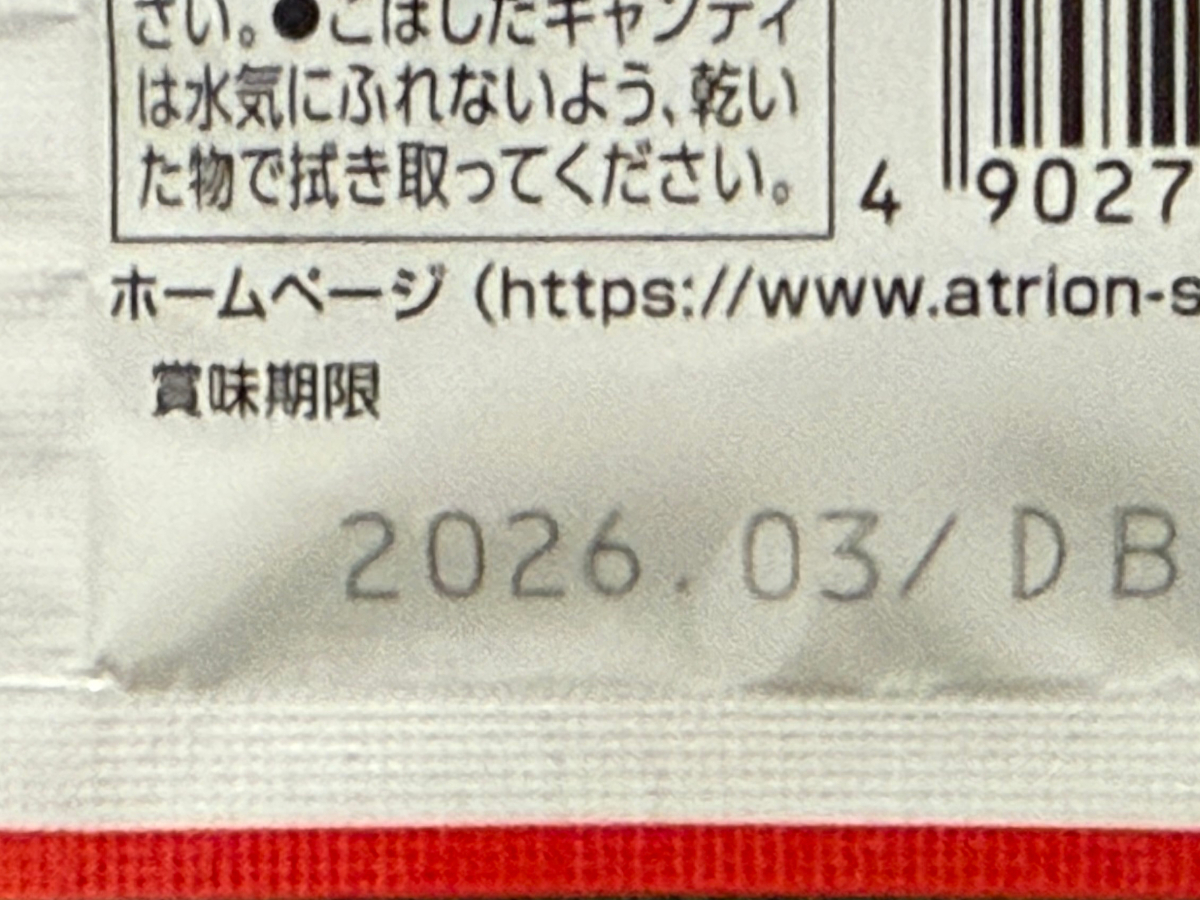 さい。●こぼしたキャンディ
は水気にふれないよう、乾い
た物で拭き取ってください。
4 9027
ホームページ（https://www.atrion-s
賞味期限
2026.03/DB